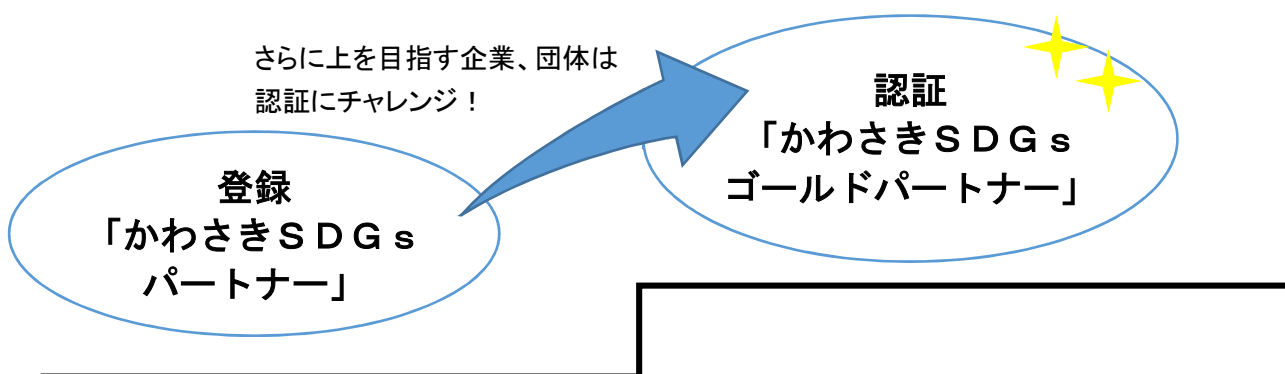 さらに上を目指す企業、団体は
認証にチャレンジ！
認証
「かわさきＳＤＧｓ
ゴールドパートナー」
登録
「かわさきＳＤＧｓ
パートナー」